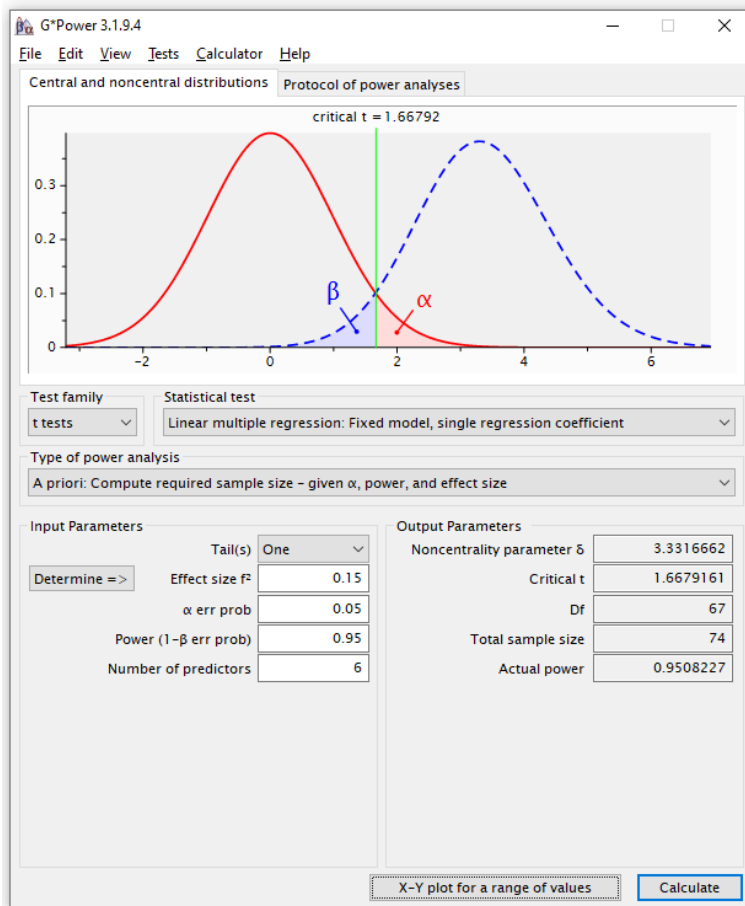 G*Power 3.1.9.4
File Edit View Tests Calculator Help
Central and noncentral distributions Protocol of power analyses
critical t = 1.66792
0.3
0.2
β α
0.1
0
-2 0 2 4 6
Test family Statistical test
t tests Linear multiple regression: Fixed model, single regression coefficient
Type of power analysis
A priori: Compute required sample size - given α, power, and effect size
Input Parameters Output Parameters
Tail(s) One Noncentrality parameter δ 3.3316662
Determine => Effect size f² 0.15 Critical t 1.6679161
α err prob 0.05 Df 67
Power (1-β err prob) 0.95 Total sample size 74
Number of predictors 6 Actual power 0.9508227
X-Y plot for a range of values Calculate